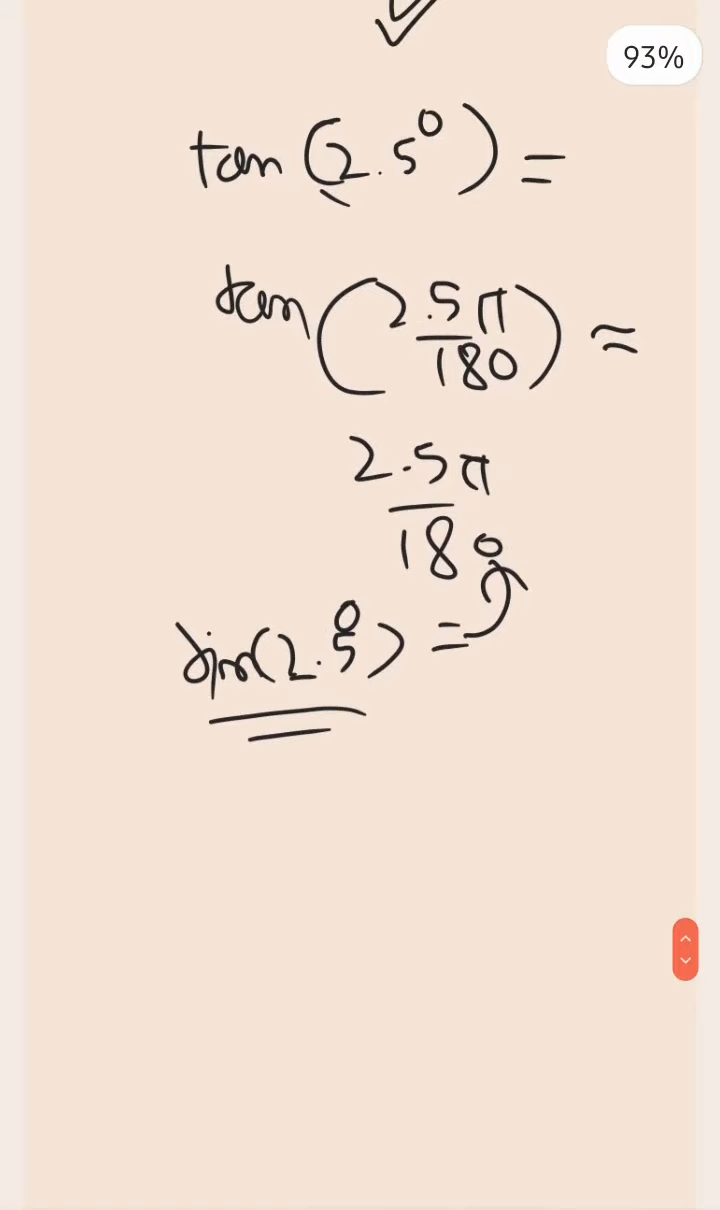 93%
tan (2.5°) =
tan (2.5π/180) ≈
2.5π/180
sin(2.5°) =